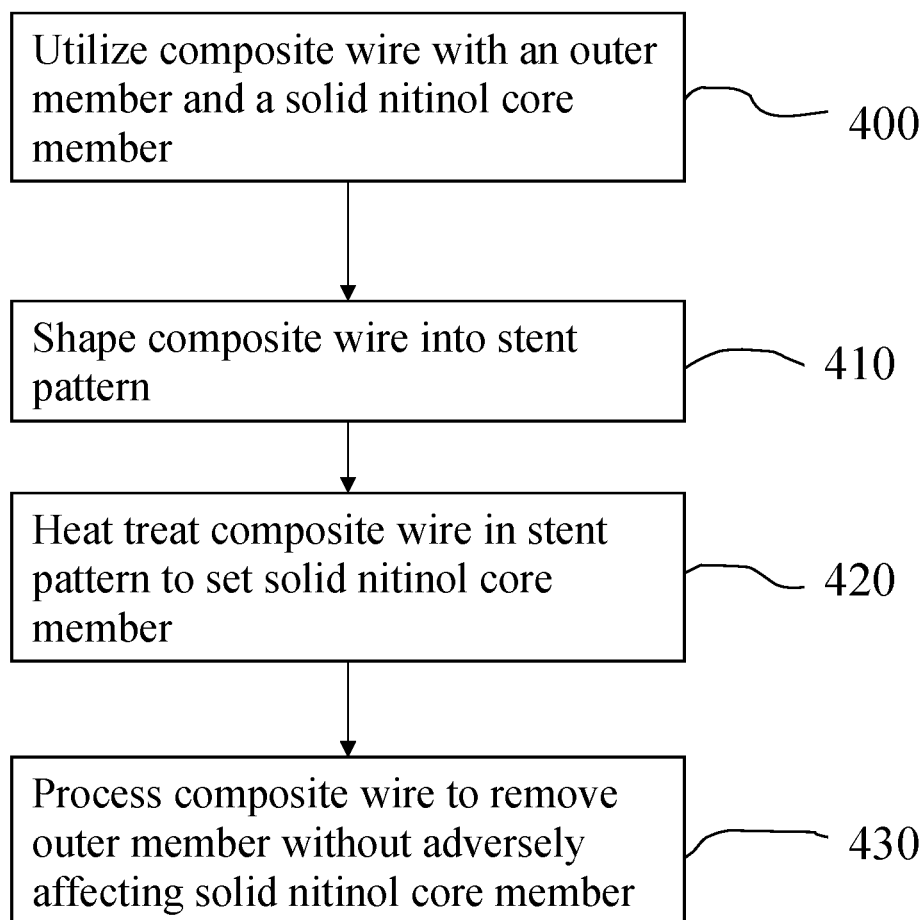 Utilize composite wire with an outer
member and a solid nitinol core
member
400
Shape composite wire into stent
pattern
410
Heat treat composite wire in stent
pattern to set solid nitinol core
member
420
Process composite wire to remove
outer member without adversely
affecting solid nitinol core member
430